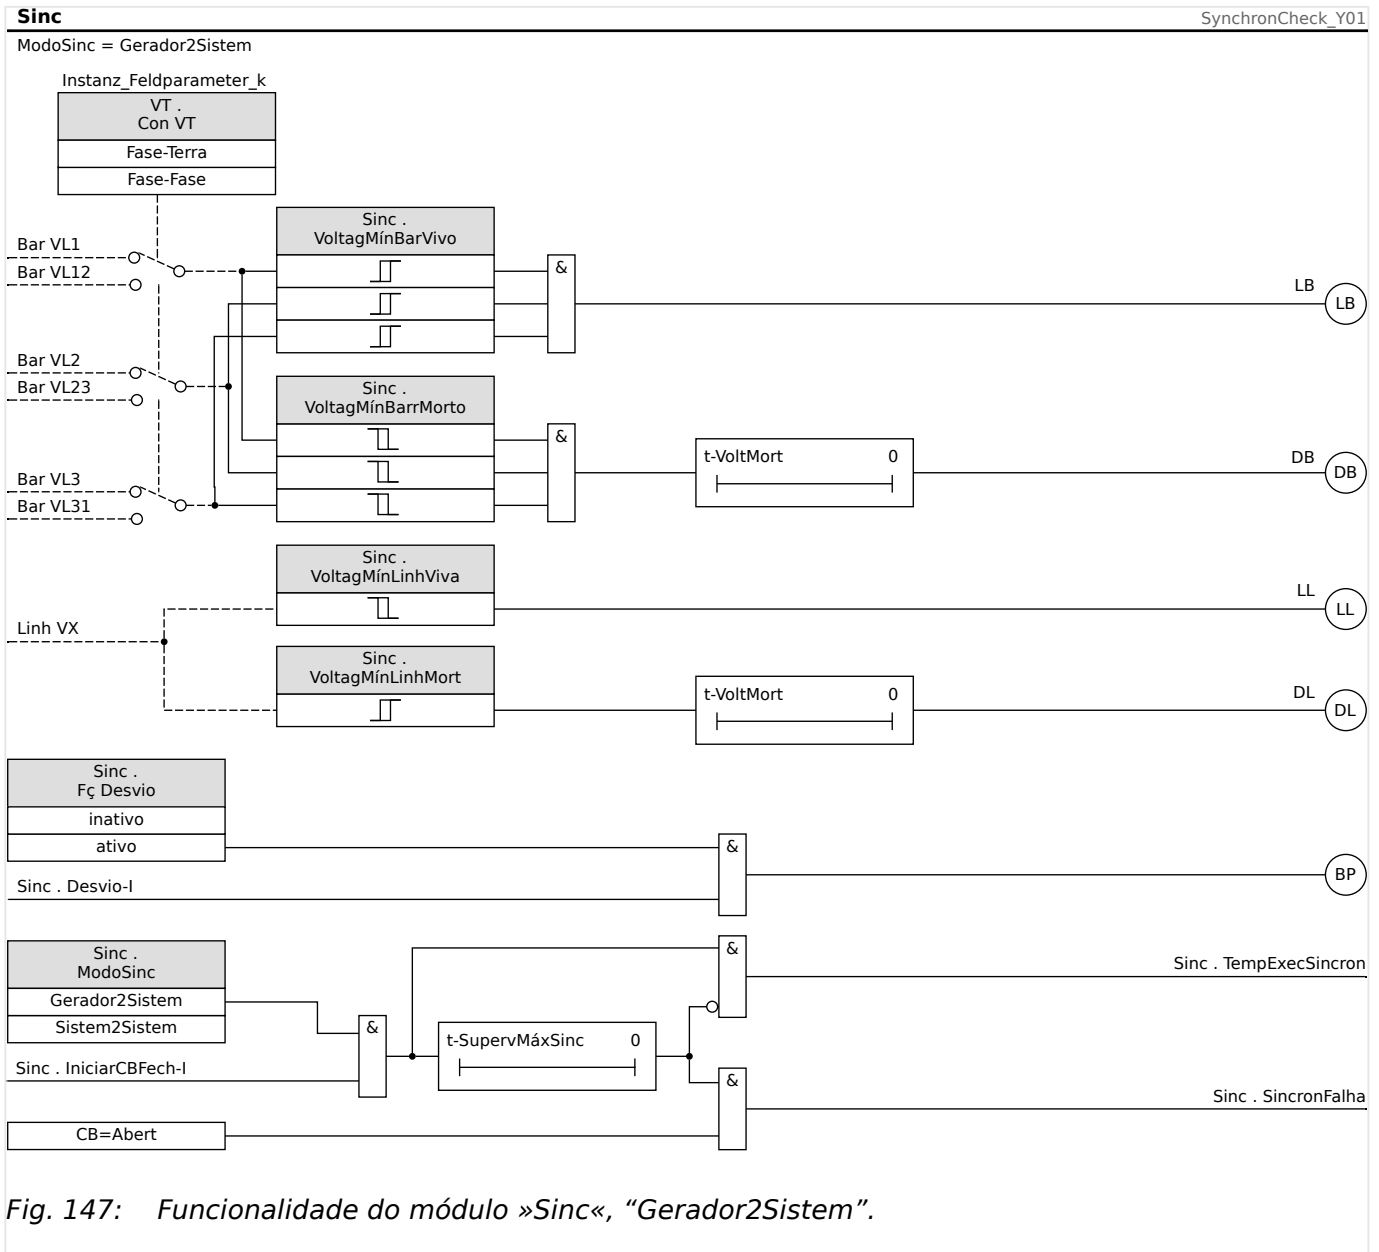 Sinc
SynchronCheck_Y01
ModoSinc = Gerador2Sistem
Instanz_Feldparameter_k
VT .
Con VT
Fase-Terra
Fase-Fase
Bar VL1
Bar VL12
Bar VL2
Bar VL23
Bar VL3
Bar VL31
Sinc .
VoltagMínBarVivo
&
LB
LB
Sinc .
VoltagMínBarrMorto
&
t-VoltMort 0
DB
DB
Linh VX
Sinc .
VoltagMínLinhViva
LL
LL
Sinc .
VoltagMínLinhMort
t-VoltMort 0
DL
DL
Sinc .
Fç Desvio
inativo
ativo
Sinc . Desvio-I
&
BP
Sinc .
ModoSinc
Gerador2Sistem
Sistem2Sistem
Sinc . IniciarCBFech-I
&
t-SupervMáxSinc 0
&
Sinc . TempExecSincron
&
Sinc . SincronFalha
CB=Abert
Fig. 147: Funcionalidade do módulo »Sinc«, “Gerador2Sistem”.